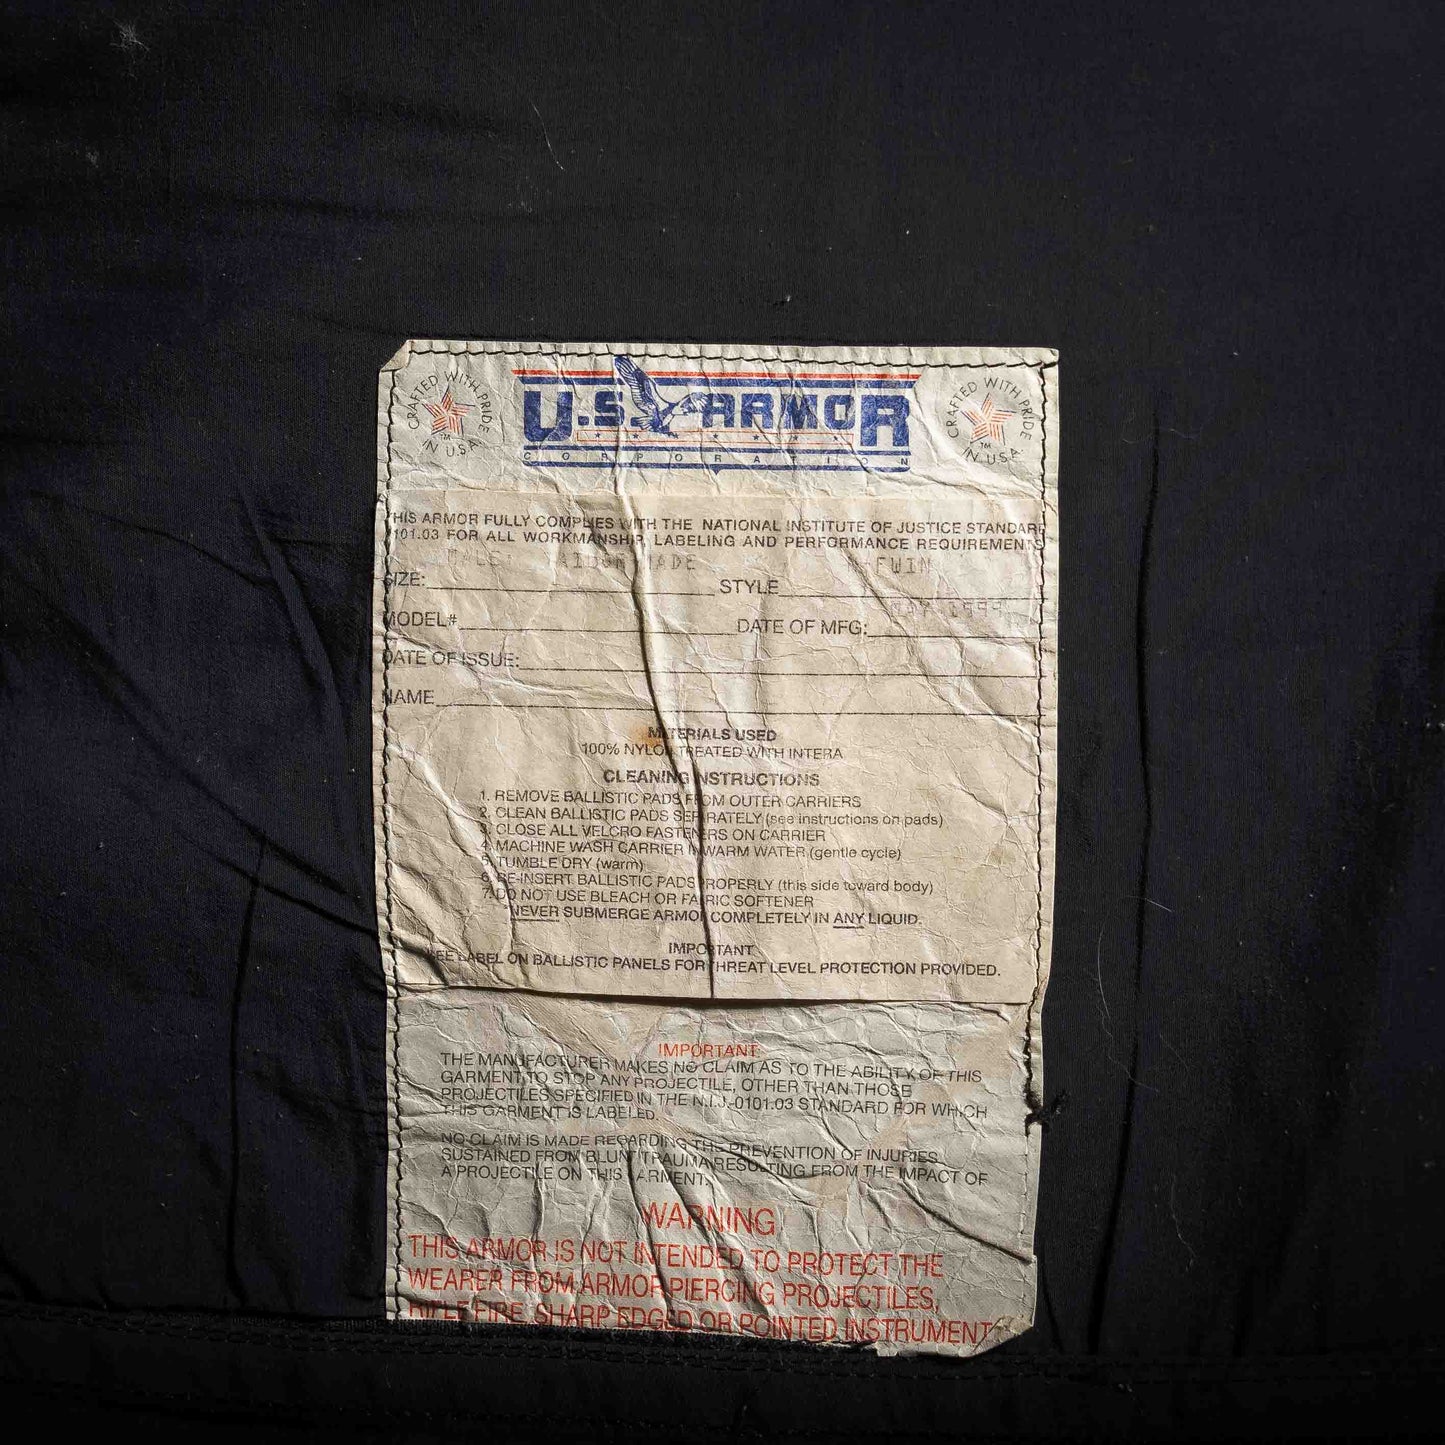 CRAFTED WITH PRIDE IN U.S.A.
TM
U.S ARMOR
CORPORATION
CRAFTED WITH PRIDE IN U.S.A.
TM
THIS ARMOR FULLY COMPLIES WITH THE NATIONAL INSTITUTE OF JUSTICE STANDARD
0101.03 FOR ALL WORKMANSHIP, LABELING AND PERFORMANCE REQUIREMENTS
SIZE: STYLE
MAY 1999
MODEL# DATE OF MFG:
DATE OF ISSUE:
NAME
MATERIALS USED
100% NYLON TREATED WITH INTERA
CLEANING INSTRUCTIONS
1. REMOVE BALLISTIC PADS FROM OUTER CARRIERS
2. CLEAN BALLISTIC PADS SEPARATELY (see instructions on pads)
3. CLOSE ALL VELCRO FASTENERS ON CARRIER
4. MACHINE WASH CARRIER IN WARM WATER (gentle cycle)
5. TUMBLE DRY (warm)
6. RE-INSERT BALLISTIC PADS PROPERLY (this side toward body)
7. DO NOT USE BLEACH OR FABRIC SOFTENER
*NEVER SUBMERGE ARMOR COMPLETELY IN ANY LIQUID.
IMPORTANT
SEE LABEL ON BALLISTIC PANELS FOR THREAT LEVEL PROTECTION PROVIDED.
IMPORTANT:
THE MANUFACTURER MAKES NO CLAIM AS TO THE ABILITY OF THIS
GARMENT TO STOP ANY PROJECTILE, OTHER THAN THOSE
PROJECTILES SPECIFIED IN THE N.I.J.-0101.03 STANDARD FOR WHICH
THIS GARMENT IS LABELED.
NO CLAIM IS MADE REGARDING THE PREVENTION OF INJURIES
SUSTAINED FROM BLUNT TRAUMA RESULTING FROM THE IMPACT OF
A PROJECTILE ON THIS GARMENT.
WARNING
THIS ARMOR IS NOT INTENDED TO PROTECT THE
WEARER FROM ARMOR PIERCING PROJECTILES,
RIFLE FIRE, SHARP EDGED OR POINTED INSTRUMENTS